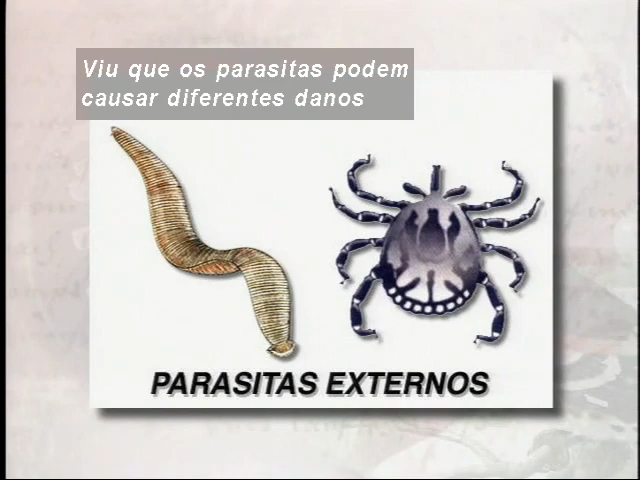 Viu que os parasitas podem
causar diferentes danos
PARASITAS EXTERNOS